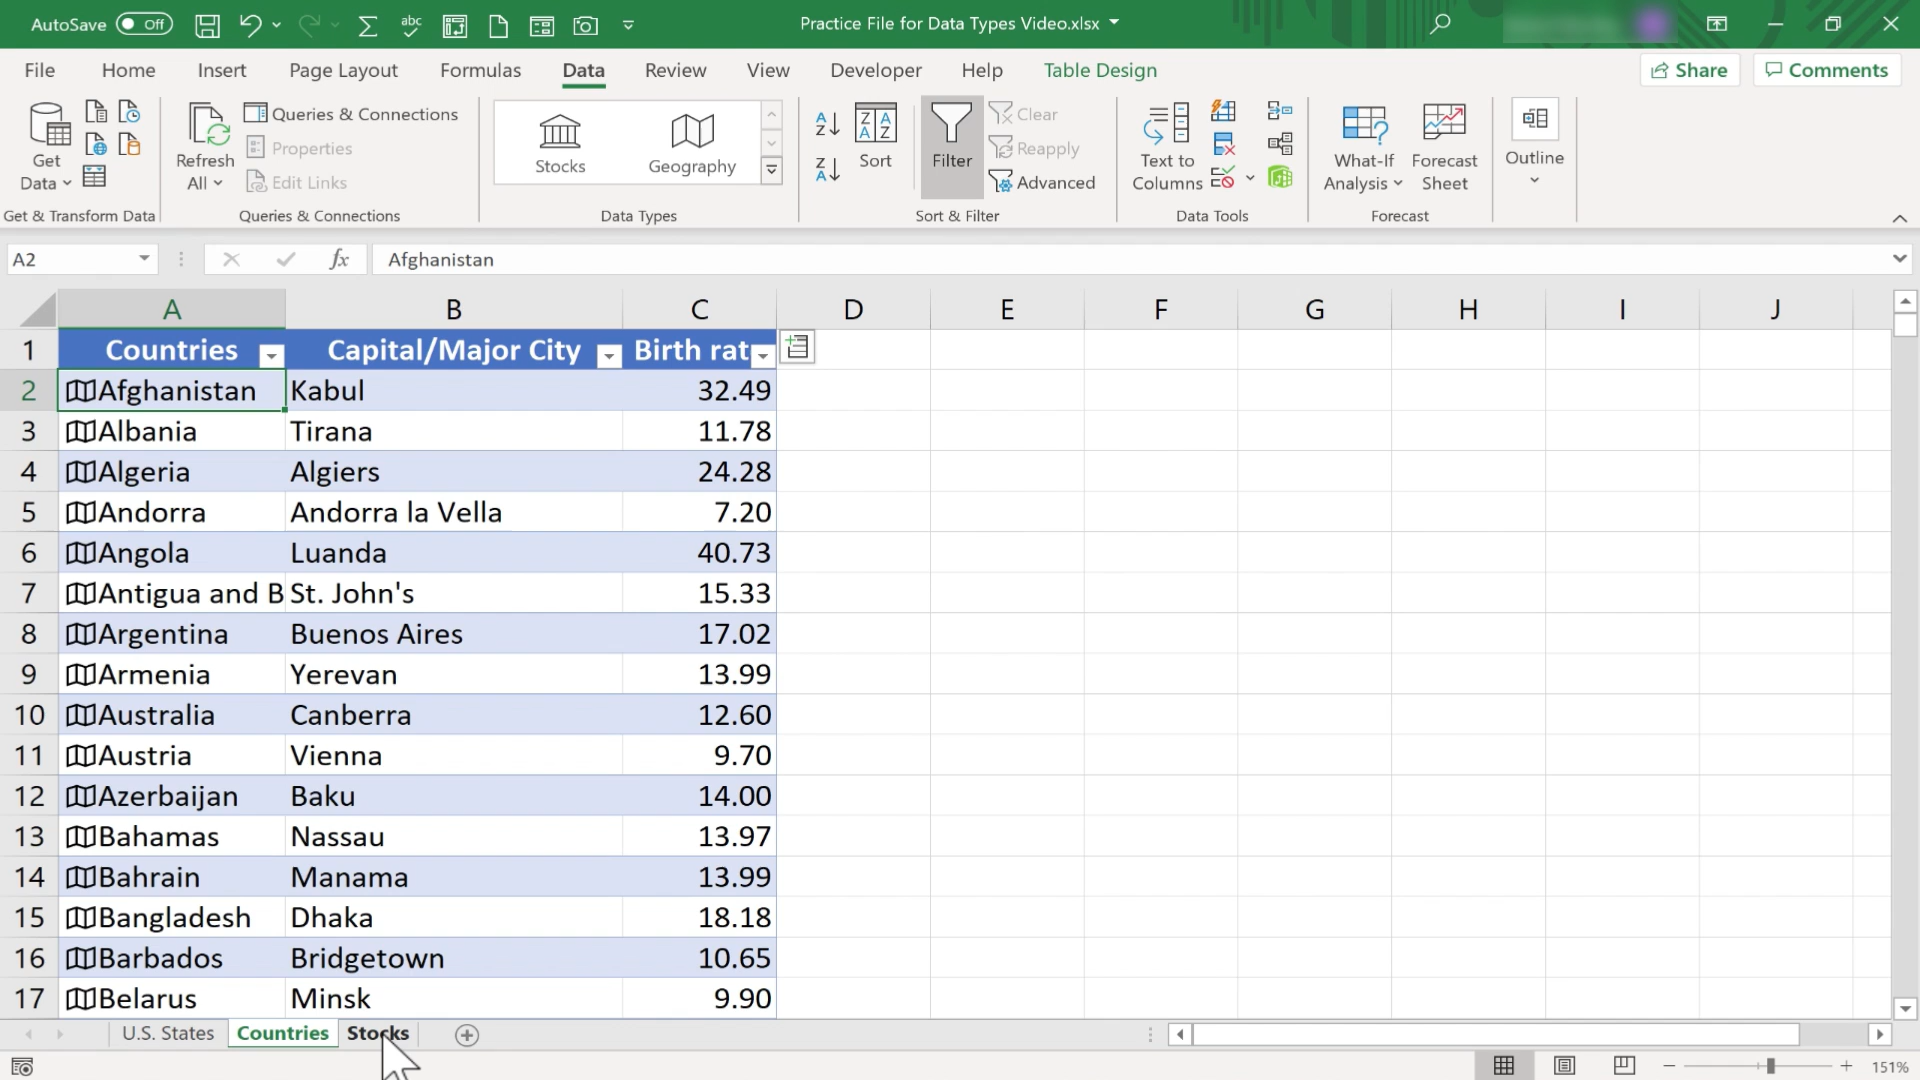 AutoSave Off abc Practice File for Data Types Video.xlsx
File Home Insert Page Layout Formulas Data Review View Developer Help Table Design Share Comments
Get Data
Refresh All
Queries & Connections
Properties
Edit Links
Stocks
Geography
Sort
Filter
Clear
Reapply
Advanced
Text to Columns
What-If Analysis
Forecast Sheet
Outline
Get & Transform Data Queries & Connections Data Types Sort & Filter Data Tools Forecast
A2 fx Afghanistan
A B C D E F G H I J
1 Countries Capital/Major City Birth rat
2 Afghanistan Kabul 32.49
3 Albania Tirana 11.78
4 Algeria Algiers 24.28
5 Andorra Andorra la Vella 7.20
6 Angola Luanda 40.73
7 Antigua and B St. John's 15.33
8 Argentina Buenos Aires 17.02
9 Armenia Yerevan 13.99
10 Australia Canberra 12.60
11 Austria Vienna 9.70
12 Azerbaijan Baku 14.00
13 Bahamas Nassau 13.97
14 Bahrain Manama 13.99
15 Bangladesh Dhaka 18.18
16 Barbados Bridgetown 10.65
17 Belarus Minsk 9.90
U.S. States Countries Stocks
151%